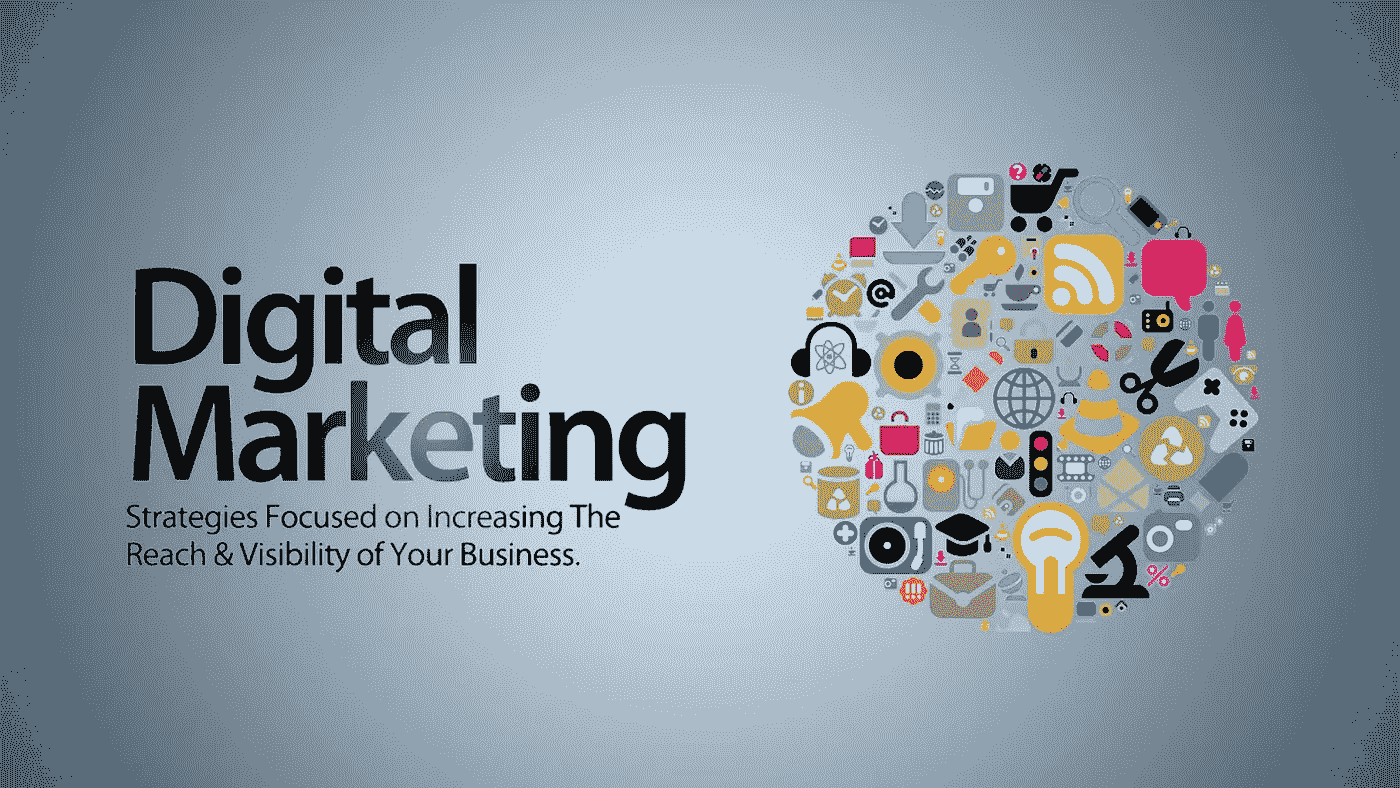 Digital
Marketing
Strategies Focused on Increasing The
Reach & Visibility of Your Business.